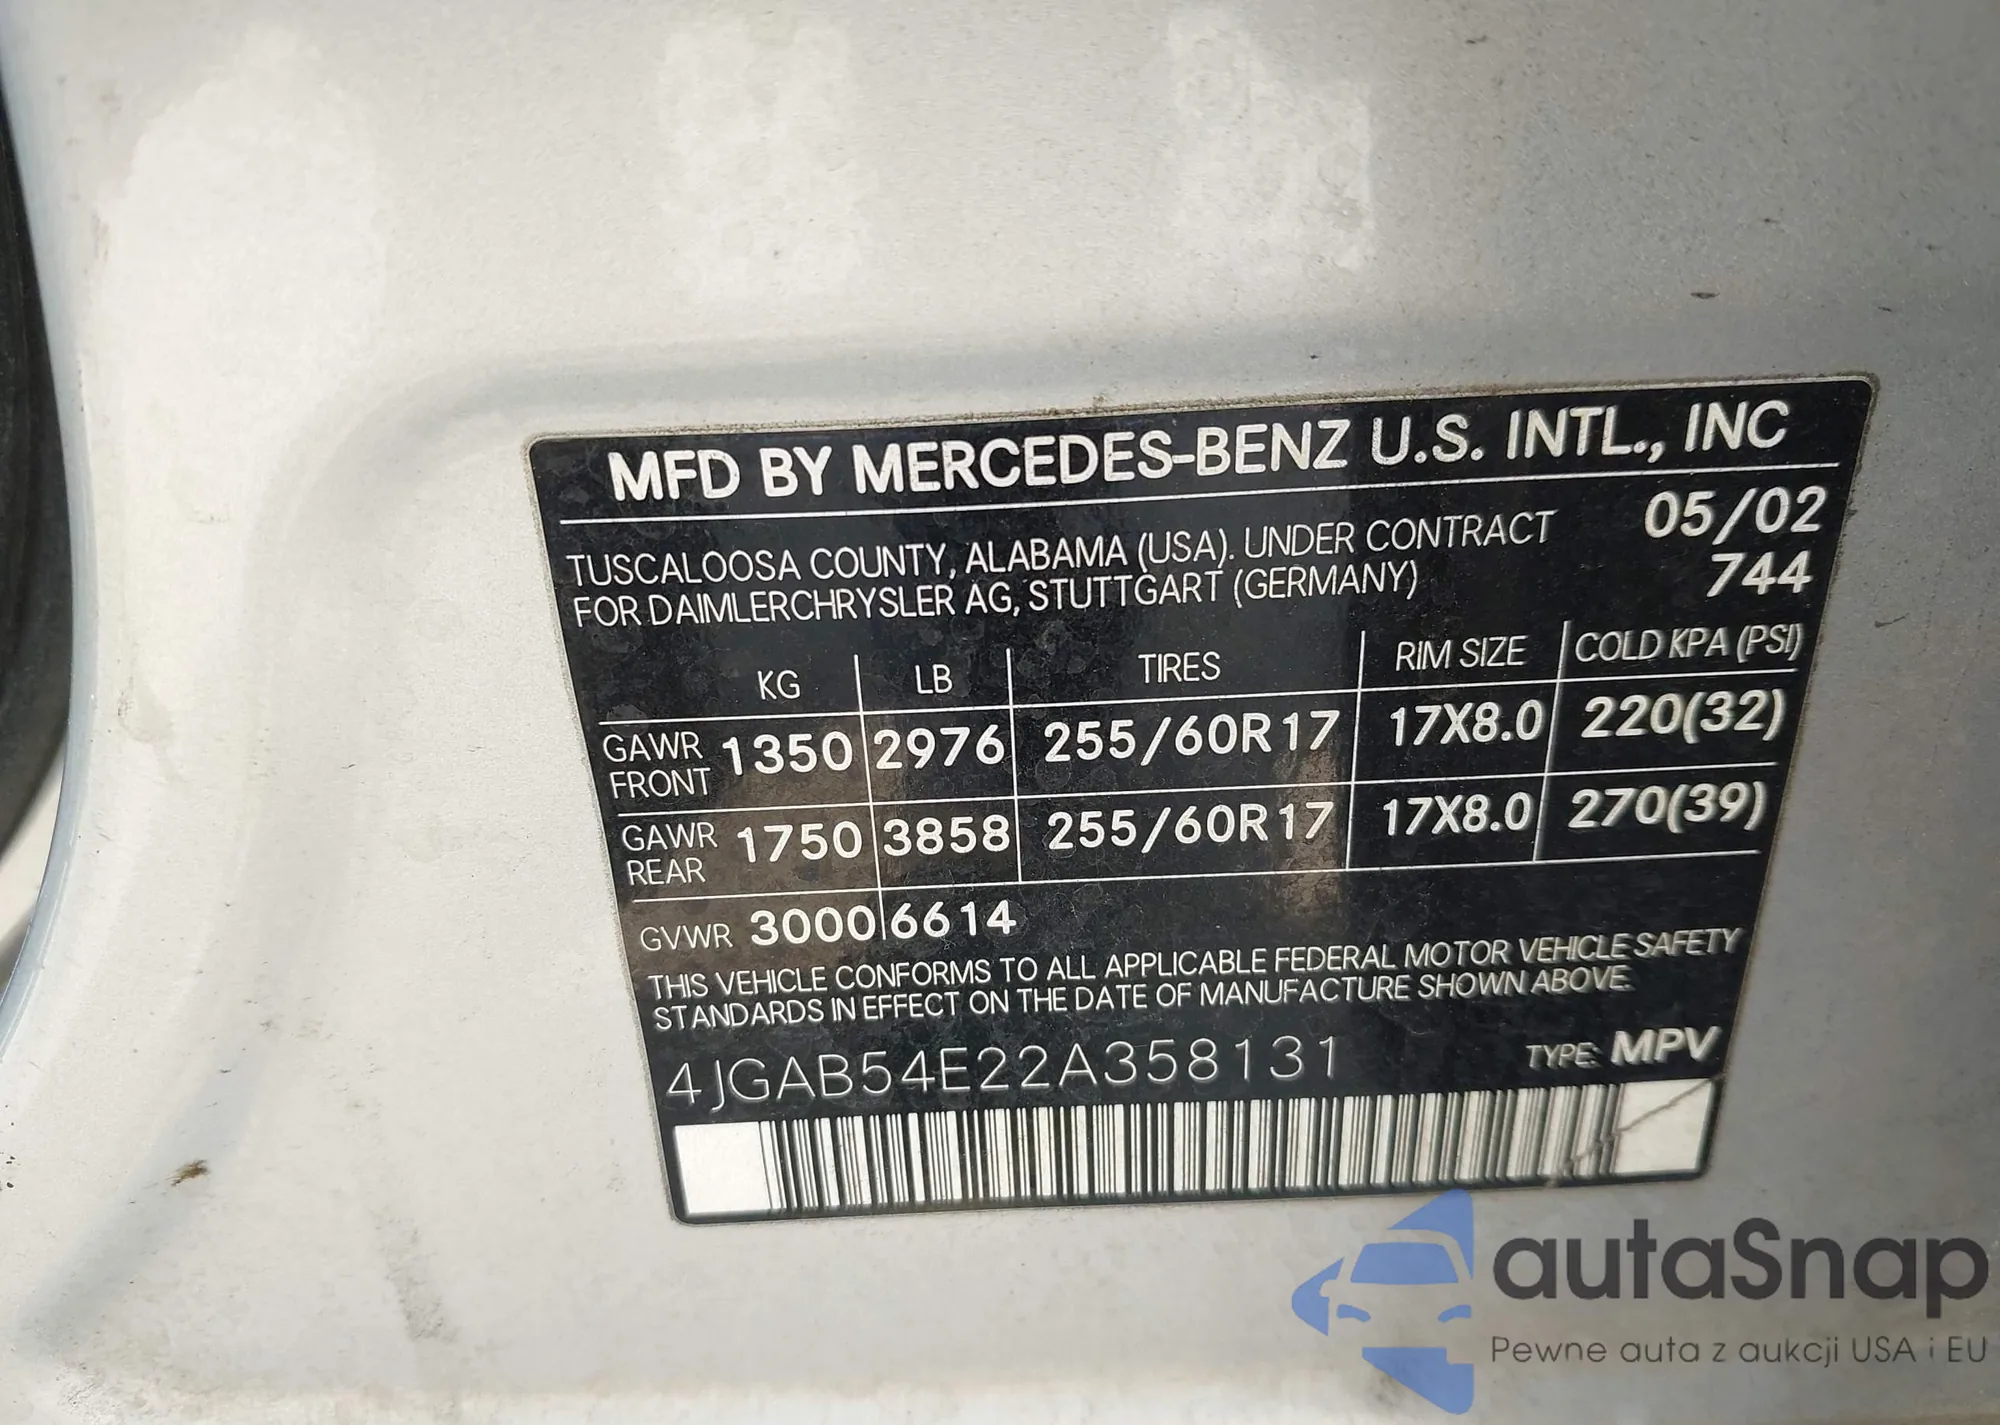 MFD BY MERCEDES-BENZ U.S. INTL., INC
05/02
TUSCALOOSA COUNTY, ALABAMA (USA). UNDER CONTRACT
744
FOR DAIMLERCHRYSLER AG, STUTTGART (GERMANY)
KG LB TIRES RIM SIZE COLD KPA (PSI)
GAWR FRONT 1350 2976 255/60R17 17X8.0 220(32)
GAWR REAR 1750 3858 255/60R17 17X8.0 270(39)
GVWR 3000 6614
THIS VEHICLE CONFORMS TO ALL APPLICABLE FEDERAL MOTOR VEHICLE SAFETY
STANDARDS IN EFFECT ON THE DATE OF MANUFACTURE SHOWN ABOVE.
4JGAB54E22A358131 TYPE: MPV
autaSnap
Pewne auta z aukcji USA i EU